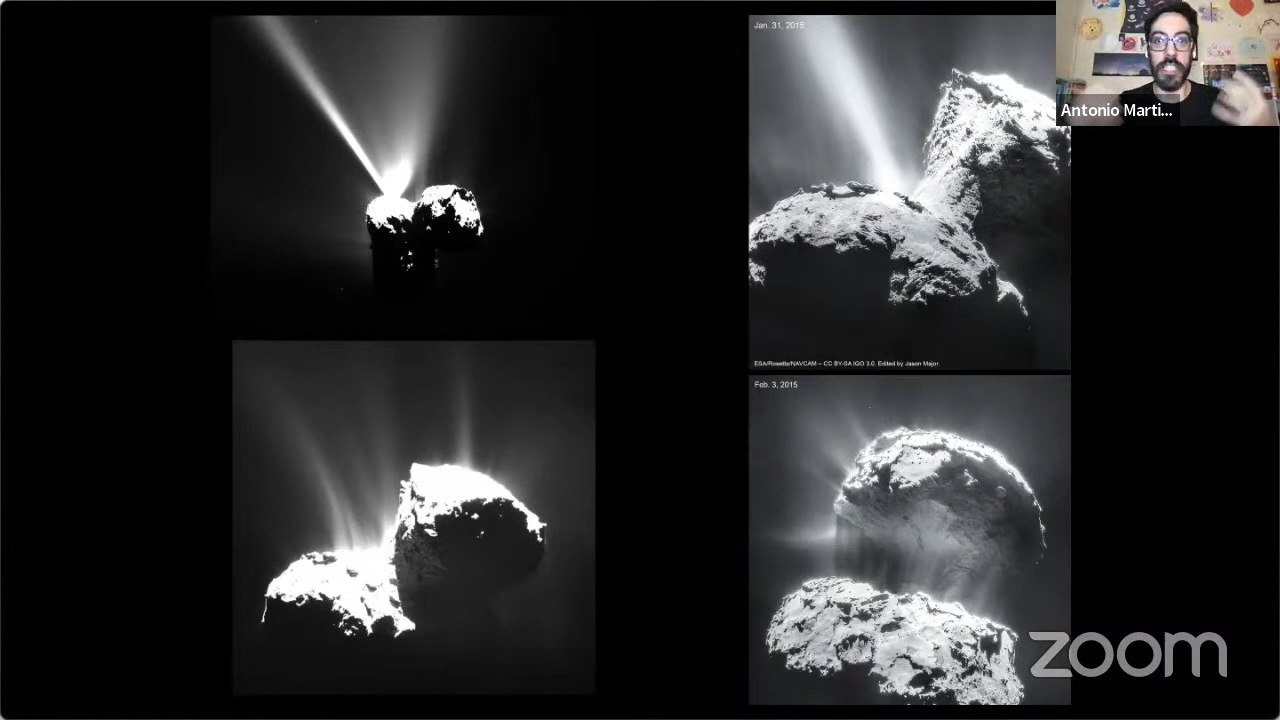 Jan. 31, 2015
Antonio Marti...
ESA/Rosetta/NAVCAM – CC BY-SA IGO 3.0. Edited by Jason Major.
Feb. 3, 2015
zoom